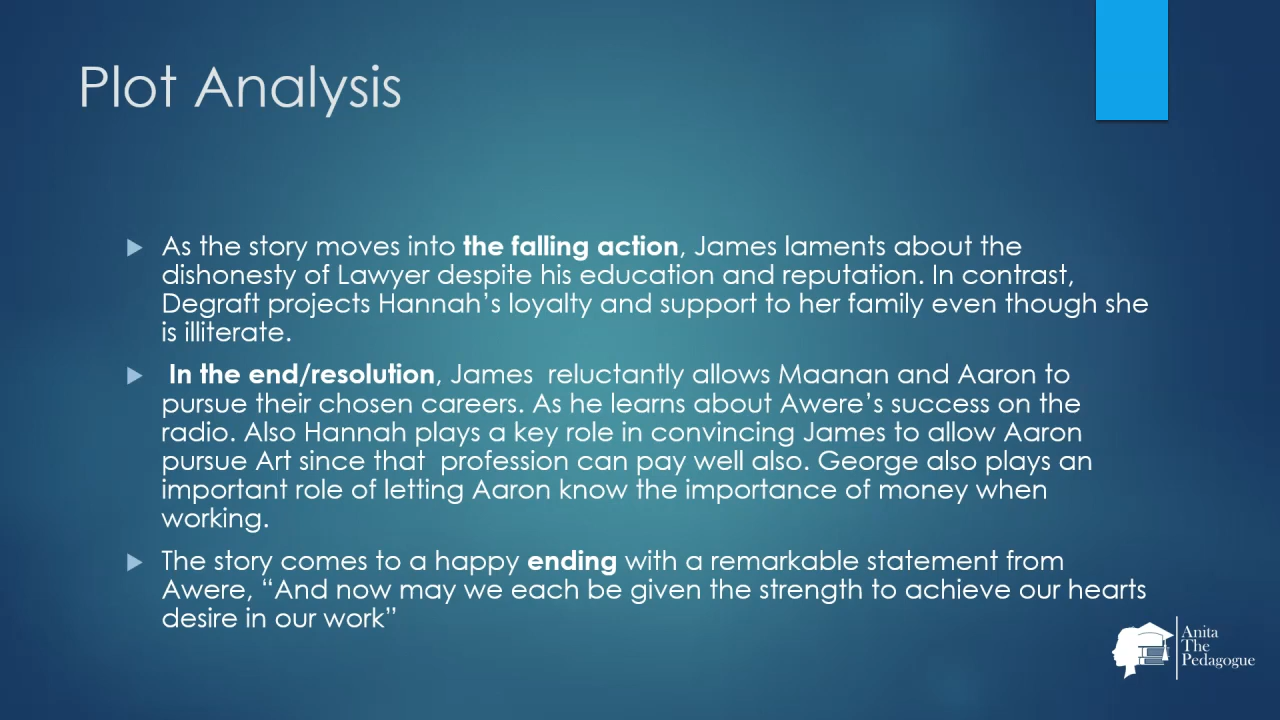 Plot Analysis
As the story moves into the falling action, James laments about the
dishonesty of Lawyer despite his education and reputation. In contrast,
Degraft projects Hannah’s loyalty and support to her family even though she
is illiterate.
In the end/resolution, James  reluctantly allows Maanan and Aaron to
pursue their chosen careers. As he learns about Awere’s success on the
radio. Also Hannah plays a key role in convincing James to allow Aaron
pursue Art since that  profession can pay well also. George also plays an
important role of letting Aaron know the importance of money when
working.
The story comes to a happy ending with a remarkable statement from
Awere, “And now may we each be given the strength to achieve our hearts
desire in our work”
Anita
The
Pedagogue